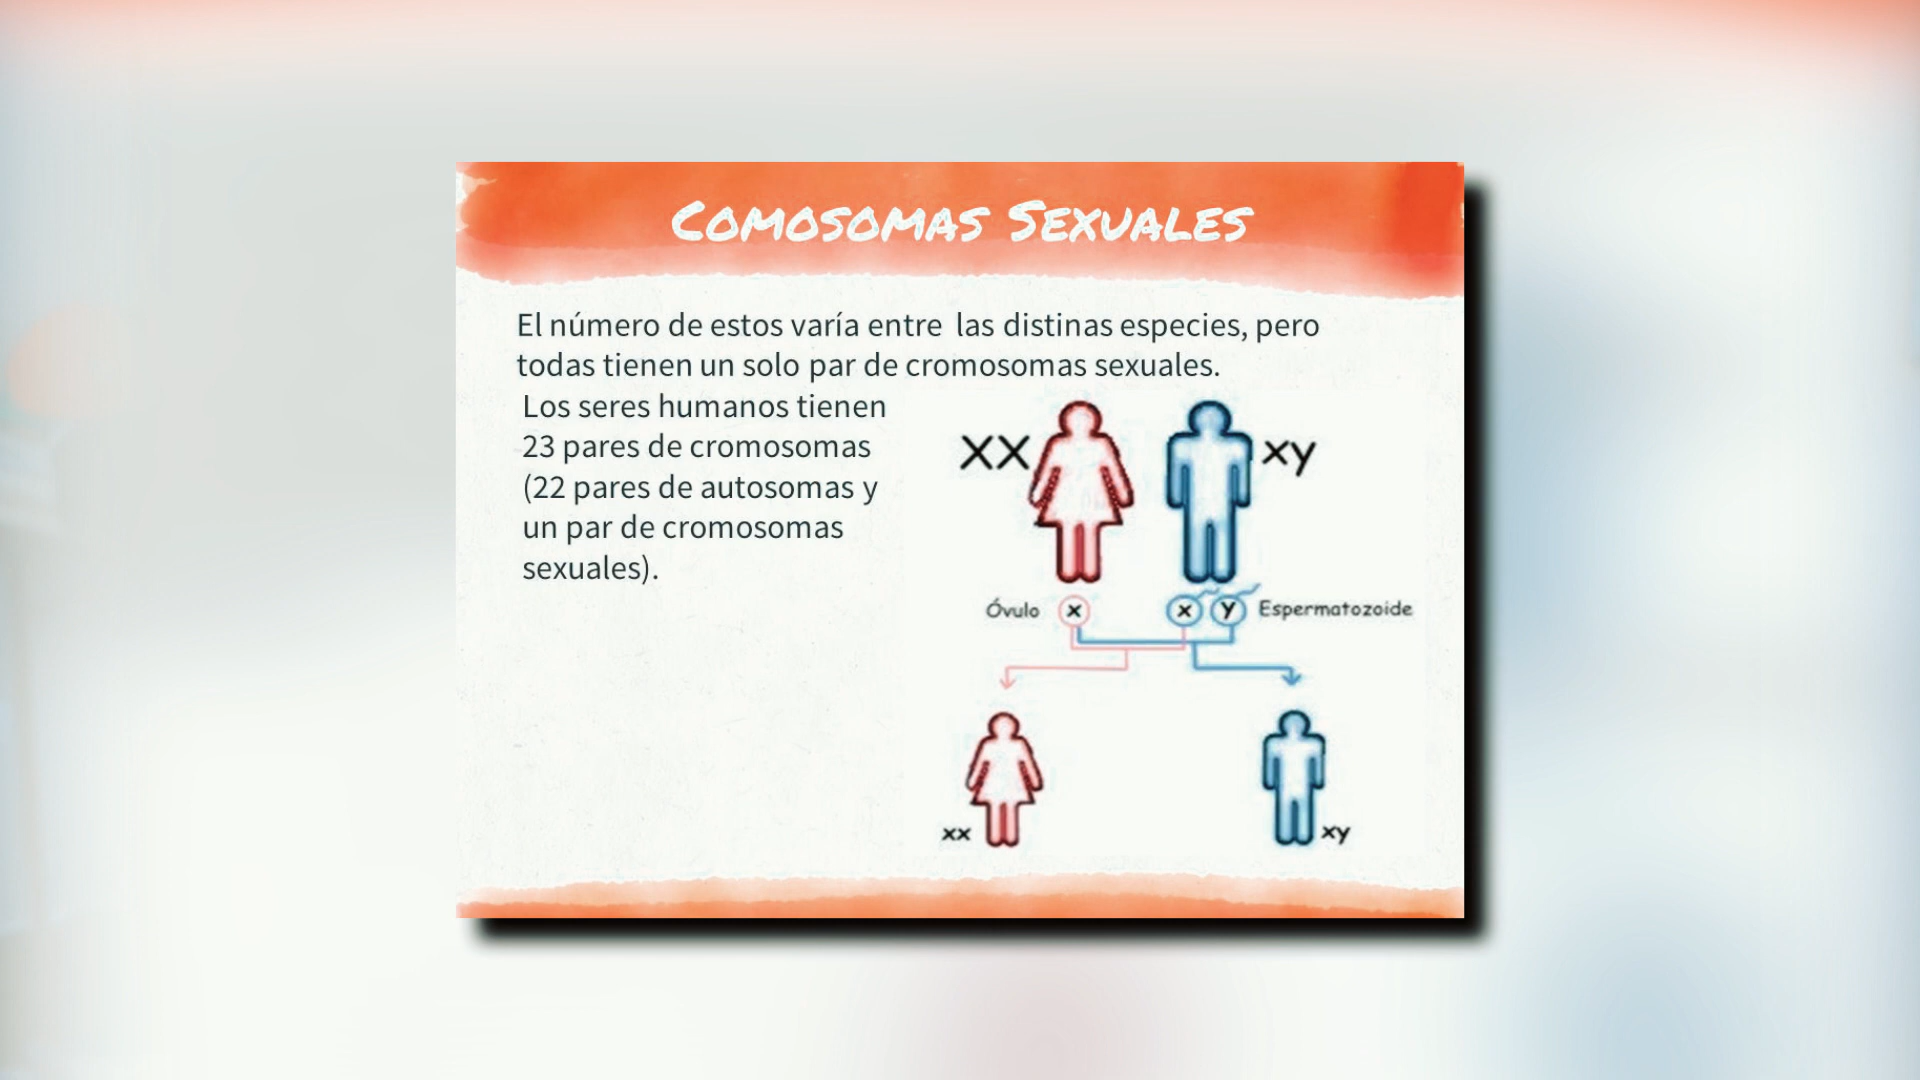 COMOSOMAS SEXUALES
El número de estos varía entre las distinas especies, pero
todas tienen un solo par de cromosomas sexuales.
Los seres humanos tienen
23 pares de cromosomas
(22 pares de autosomas y
un par de cromosomas
sexuales).
XX xy
Óvulo x x y Espermatozoide
xx xy